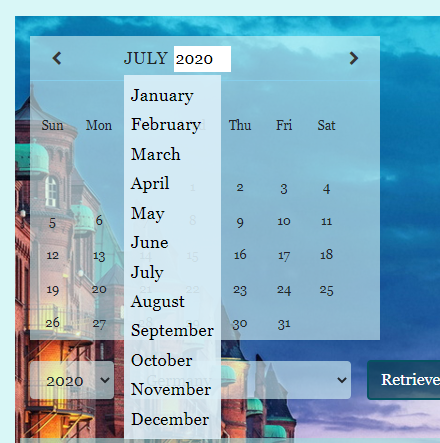 JULY 2020
January
February
March
April
May
June
July
August
September
October
November
December
Sun Mon Thu Fri Sat
2 3 4
5 6 9 10 11
12 13 16 17 18
19 20 23 24 25
26 27 30 31
2020
Retrieve